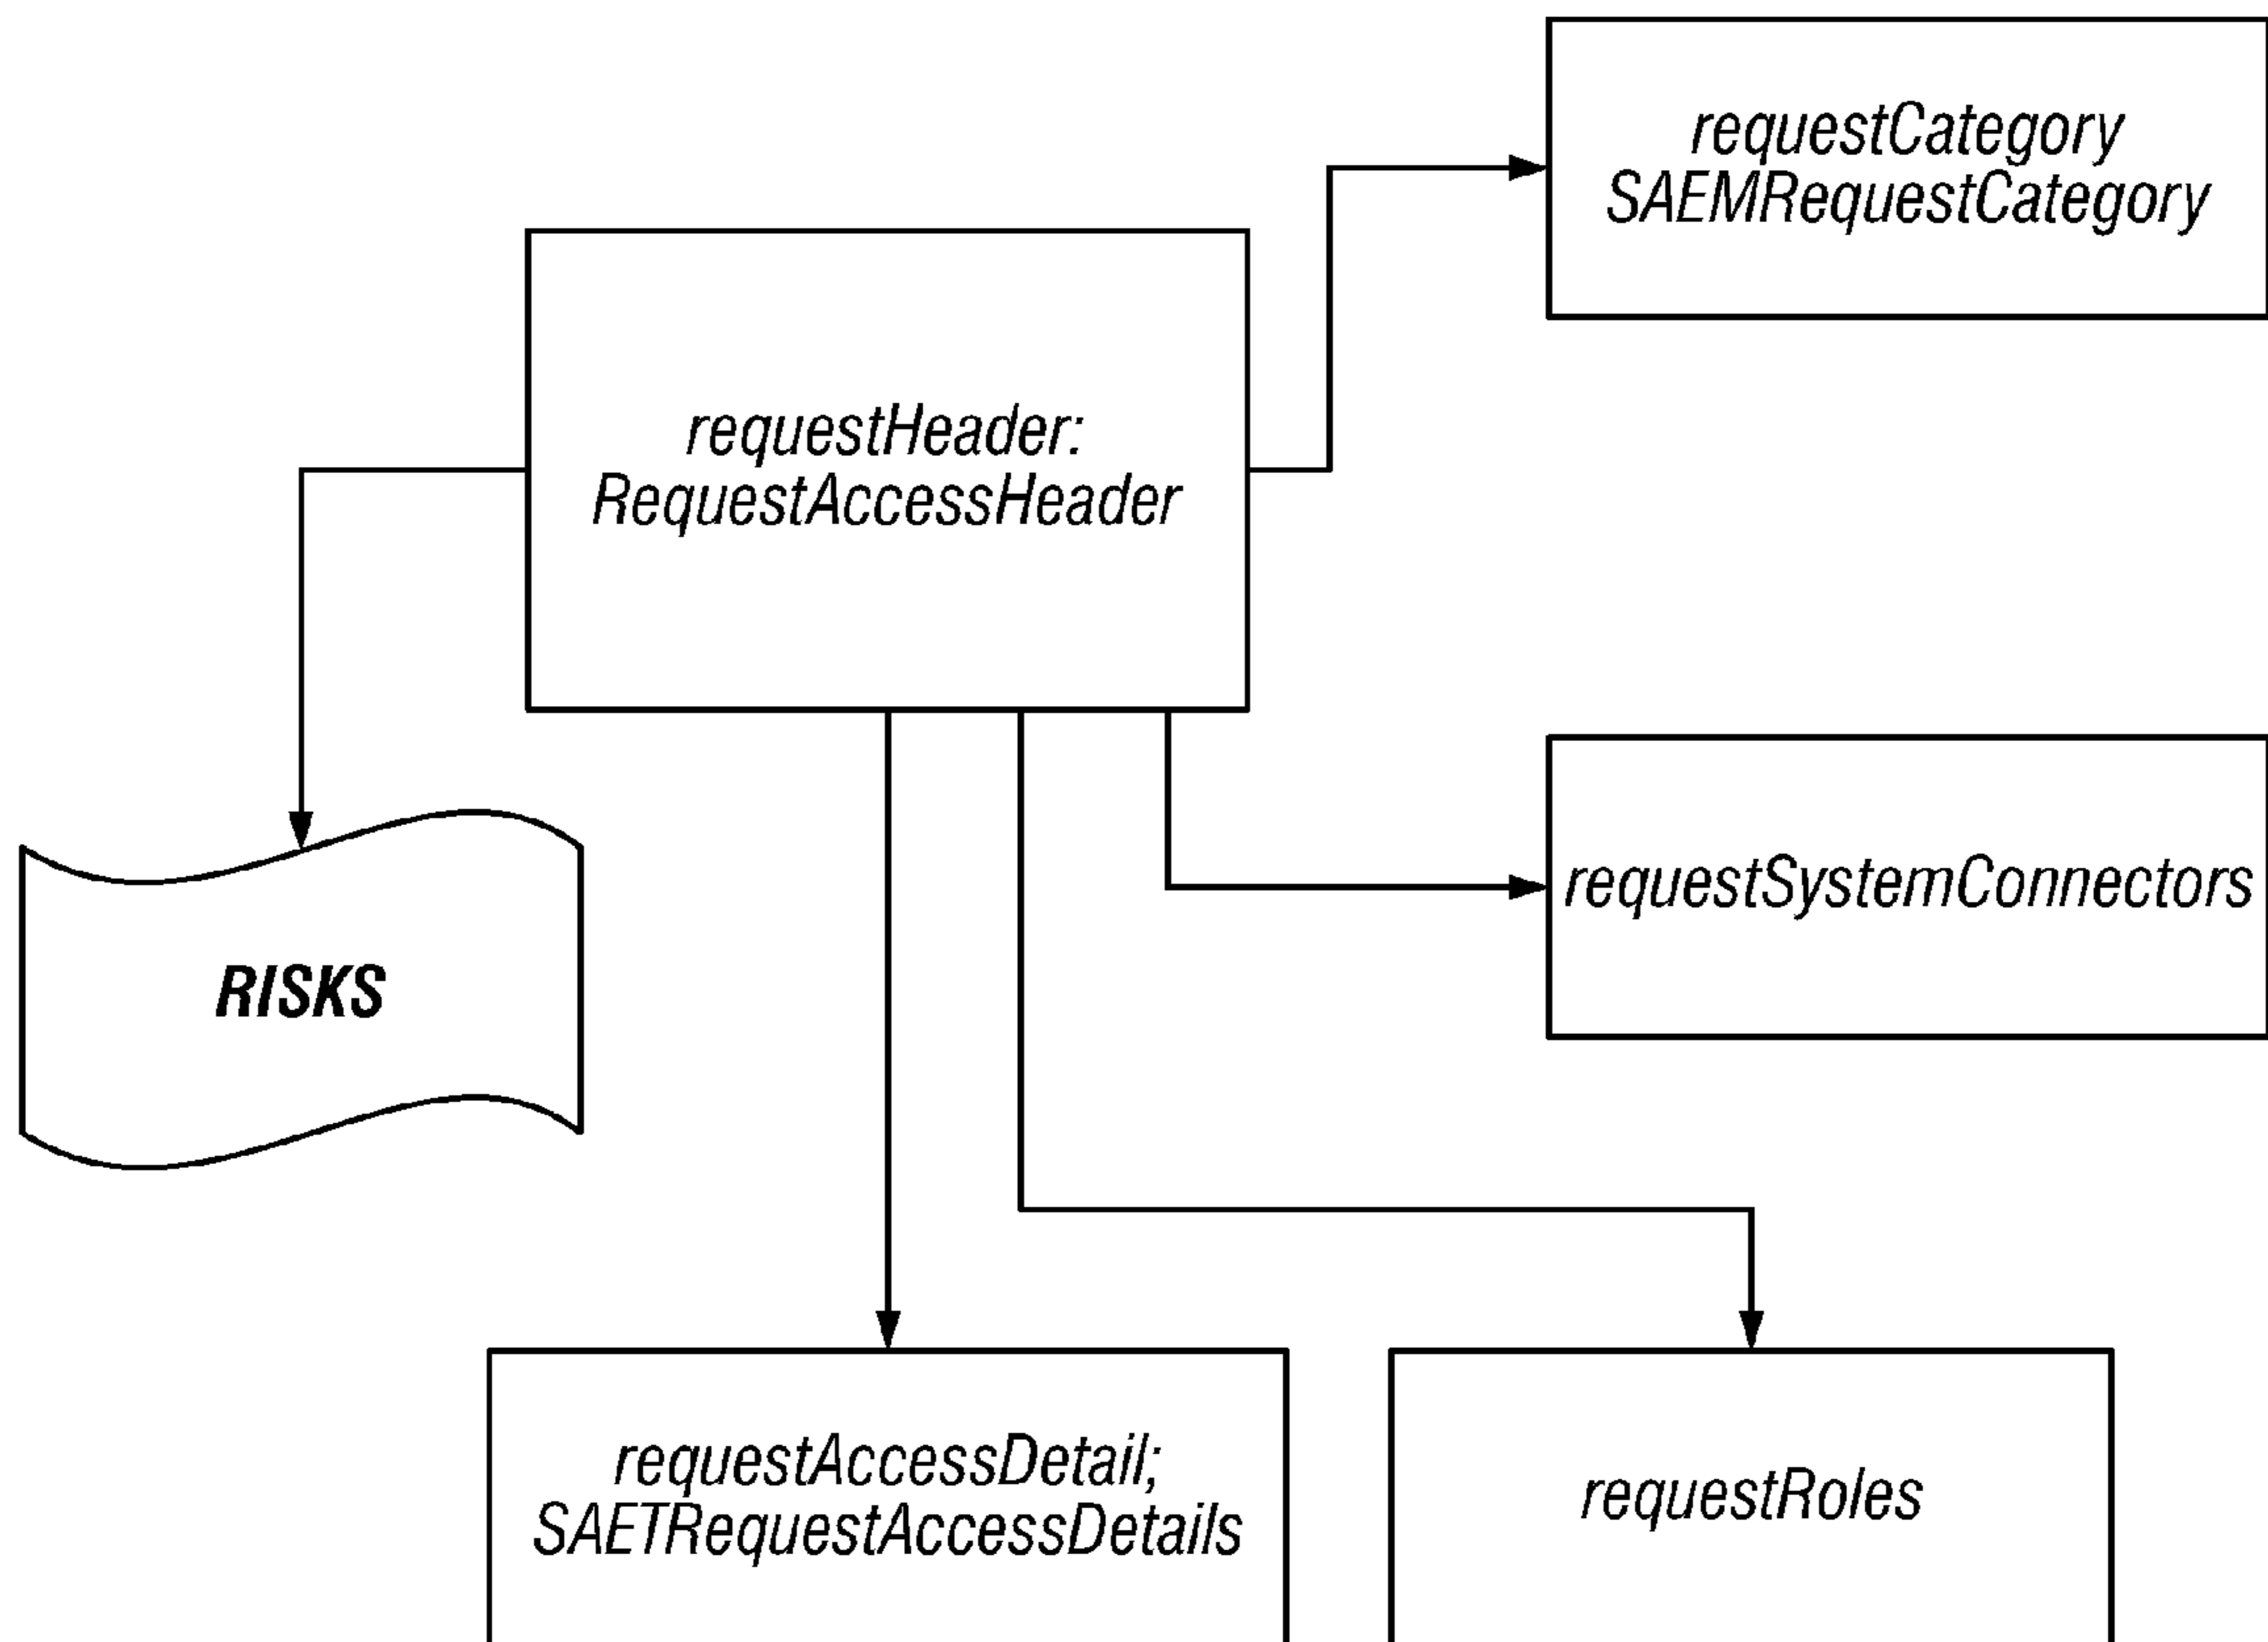 requestCategory
SAEMRequestCategory
requestHeader:
RequestAccessHeader
requestSystemConnectors
RISKS
requestAccessDetail;
SAETRequestAccessDetails
requestRoles